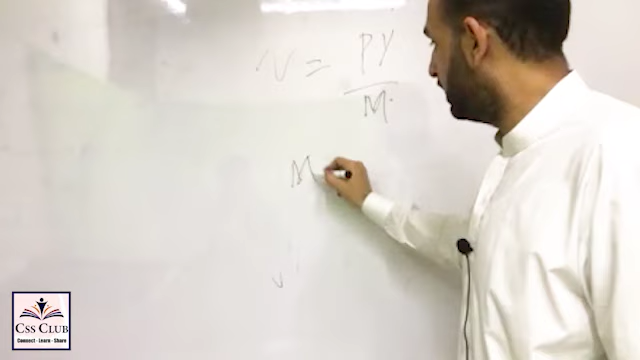 V = PY
M
M
Css Club
Connect - Learn - Share